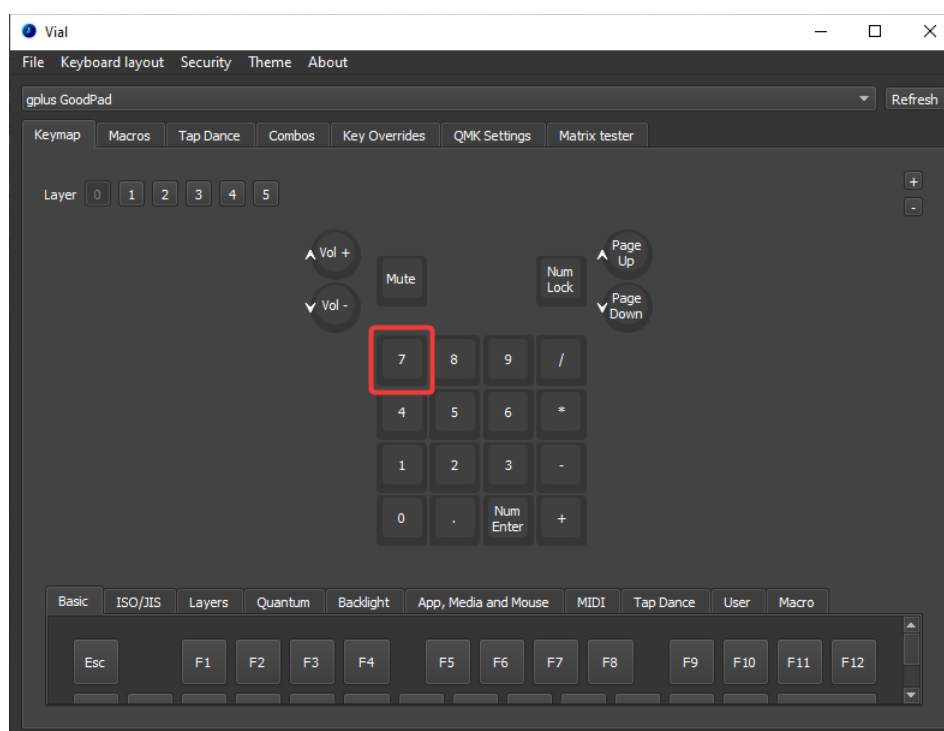 Vial
File Keyboard layout Security Theme About
gplus GoodPad Refresh
Keymap Macros Tap Dance Combos Key Overrides QMK Settings Matrix tester
Layer 0 1 2 3 4 5
+
-
Vol +
Mute
Num
Lock
Page
Up
Vol -
Page
Down
7 8 9 /
4 5 6 *
1 2 3 -
0 . Num
Enter +
Basic ISO/JIS Layers Quantum Backlight App, Media and Mouse MIDI Tap Dance User Macro
Esc F1 F2 F3 F4 F5 F6 F7 F8 F9 F10 F11 F12